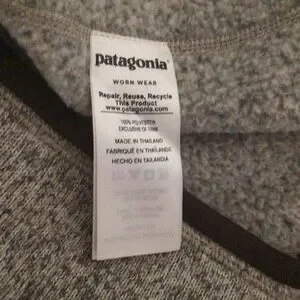 patagonia®
WORN WEAR
Repair, Reuse, Recycle
This Product
www.patagonia.com
100% POLYESTER
EXCLUSIVE OF TRIM
MADE IN THAILAND
FABRIQUÉ EN THAÏLANDE
HECHO EN TAILANDIA